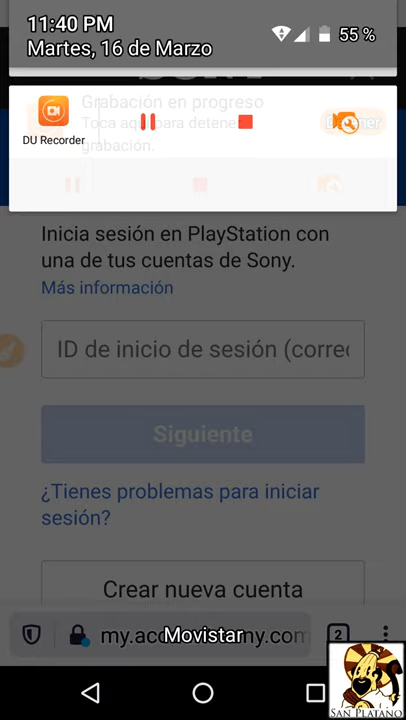 11:40 PM
Martes, 16 de Marzo
55 %
Grabación en progreso
Toca aquí para detener
grabación.
DU Recorder
Inicia sesión en PlayStation con
una de tus cuentas de Sony.
Más información
ID de inicio de sesión (correo
Siguiente
¿Tienes problemas para iniciar
sesión?
Crear nueva cuenta
Movistar
2
SAN PLATANO